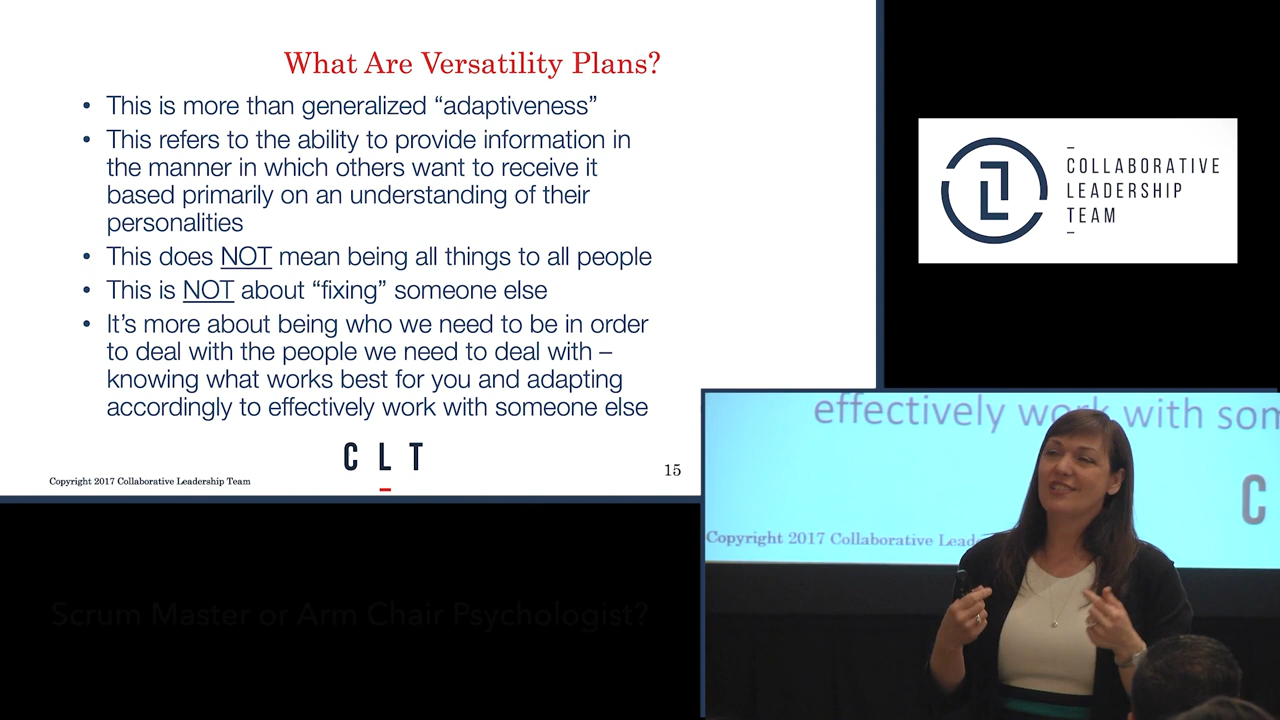 What Are Versatility Plans?
• This is more than generalized “adaptiveness”
• This refers to the ability to provide information in
the manner in which others want to receive it
based primarily on an understanding of their
personalities
• This does NOT mean being all things to all people
• This is NOT about “fixing” someone else
• It’s more about being who we need to be in order
to deal with the people we need to deal with –
knowing what works best for you and adapting
accordingly to effectively work with someone else
C L T
Copyright 2017 Collaborative Leadership Team
15
COLLABORATIVE
LEADERSHIP
TEAM
effectively work with som
C
Copyright 2017 Collaborative Lead
Scrum Master or Arm Chair Psychologist?